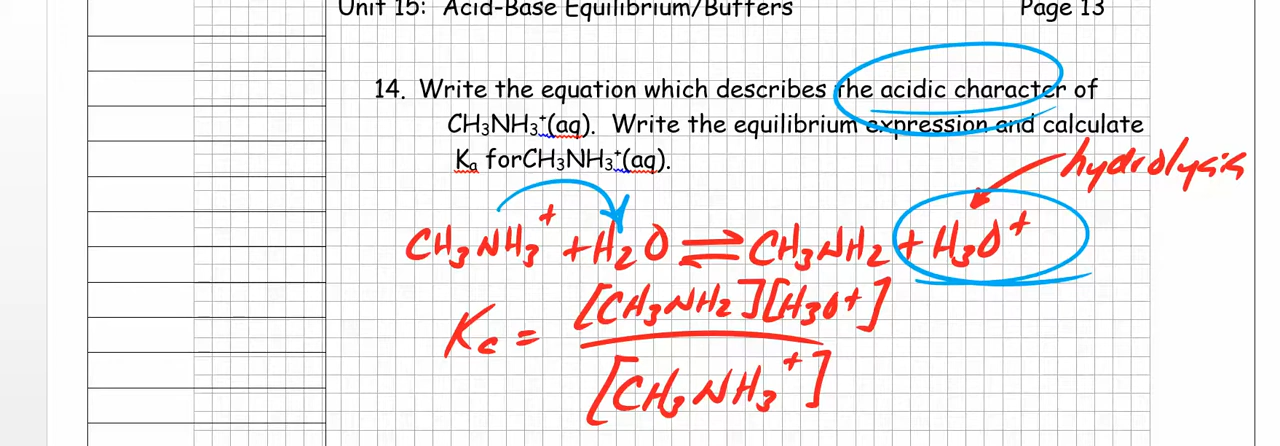 Unit 15: Acid-Base Equilibrium/Buffers Page 13
14. Write the equation which describes the acidic character of
CH₃NH₃⁺(aq). Write the equilibrium expression and calculate
Kₐ forCH₃NH₃⁺(aq).
hydrolysis
CH₃NH₃⁺ + H₂O ⇌ CH₃NH₂ + H₃O⁺
Kc = [CH₃NH₂][H₃O⁺]
[CH₃NH₃⁺]